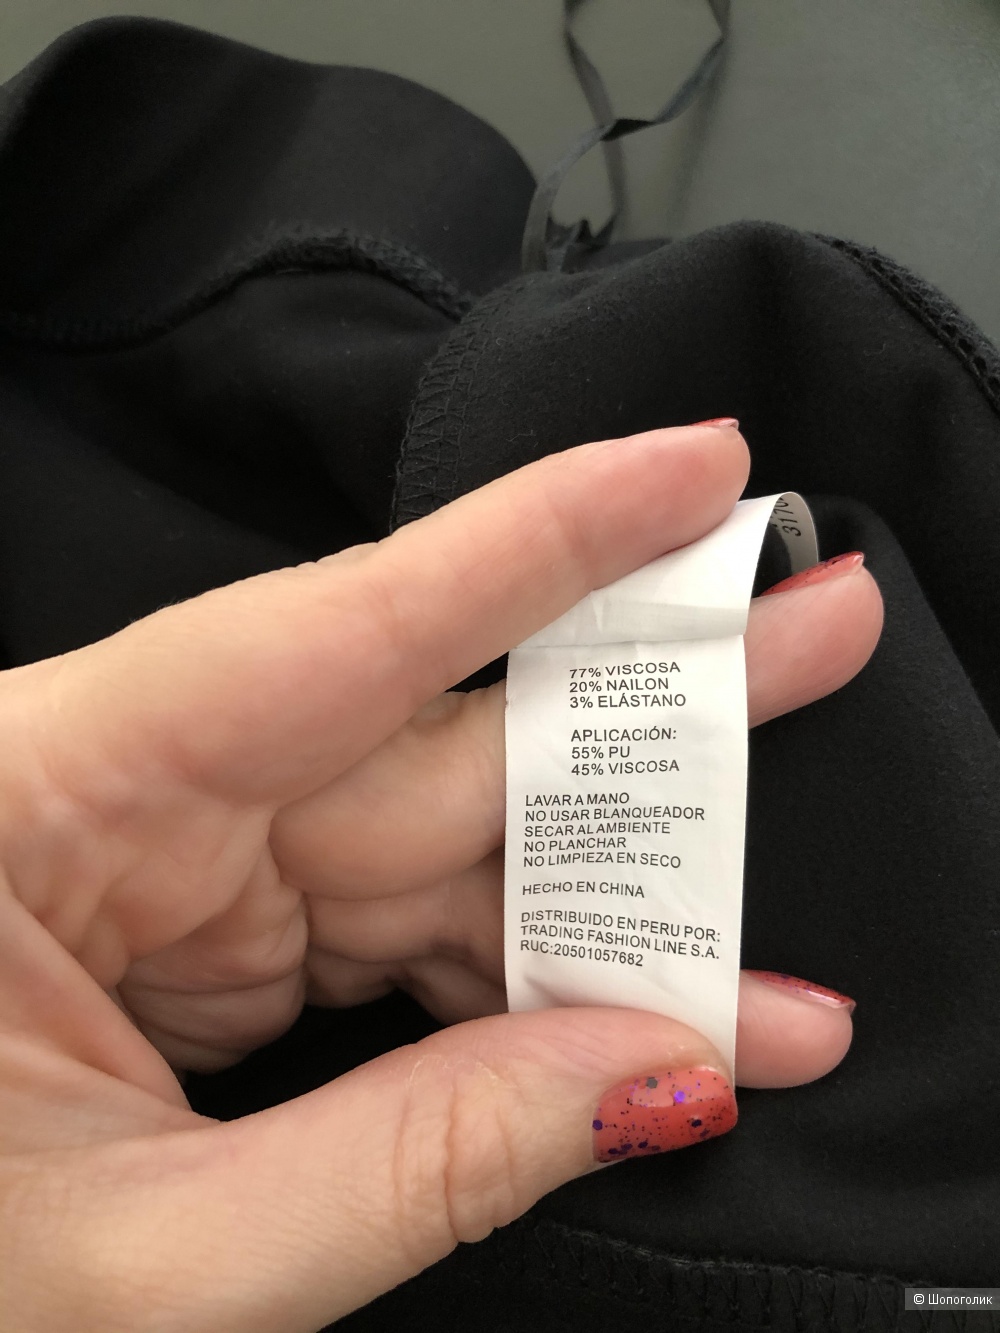 3170
77% VISCOSA
20% NAILON
3% ELÁSTANO
APLICACIÓN:
55% PU
45% VISCOSA
LAVAR A MANO
NO USAR BLANQUEADOR
SECAR AL AMBIENTE
NO PLANCHAR
NO LIMPIEZA EN SECO
HECHO EN CHINA
DISTRIBUIDO EN PERU POR:
TRADING FASHION LINE S.A.
RUC:20501057682
© Шопоголик